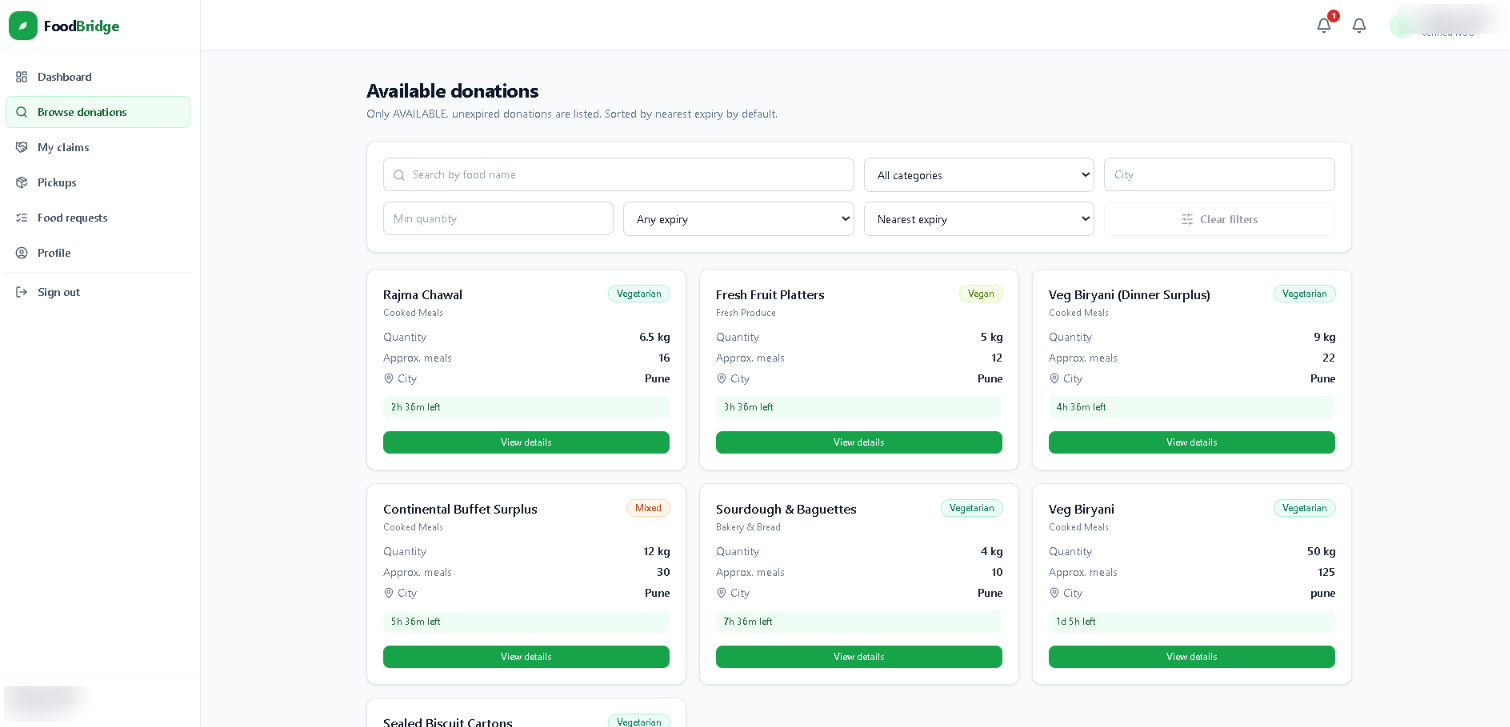 FoodBridge
1
Dashboard
Browse donations
My claims
Pickups
Food requests
Profile
Sign out
Available donations
Only AVAILABLE, unexpired donations are listed. Sorted by nearest expiry by default.
Search by food name
All categories
City
Min quantity
Any expiry
Nearest expiry
Clear filters
Rajma Chawal
Vegetarian
Cooked Meals
Quantity 6.5 kg
Approx. meals 16
City Pune
2h 36m left
View details
Fresh Fruit Platters
Vegan
Fresh Produce
Quantity 5 kg
Approx. meals 12
City Pune
3h 36m left
View details
Veg Biryani (Dinner Surplus)
Vegetarian
Cooked Meals
Quantity 9 kg
Approx. meals 22
City Pune
4h 36m left
View details
Continental Buffet Surplus
Mixed
Cooked Meals
Quantity 12 kg
Approx. meals 30
City Pune
5h 36m left
View details
Sourdough & Baguettes
Vegetarian
Bakery & Bread
Quantity 4 kg
Approx. meals 10
City Pune
7h 36m left
View details
Veg Biryani
Vegetarian
Cooked Meals
Quantity 50 kg
Approx. meals 125
City pune
1d 5h left
View details
Sealed Biscuit Cartons
Vegetarian